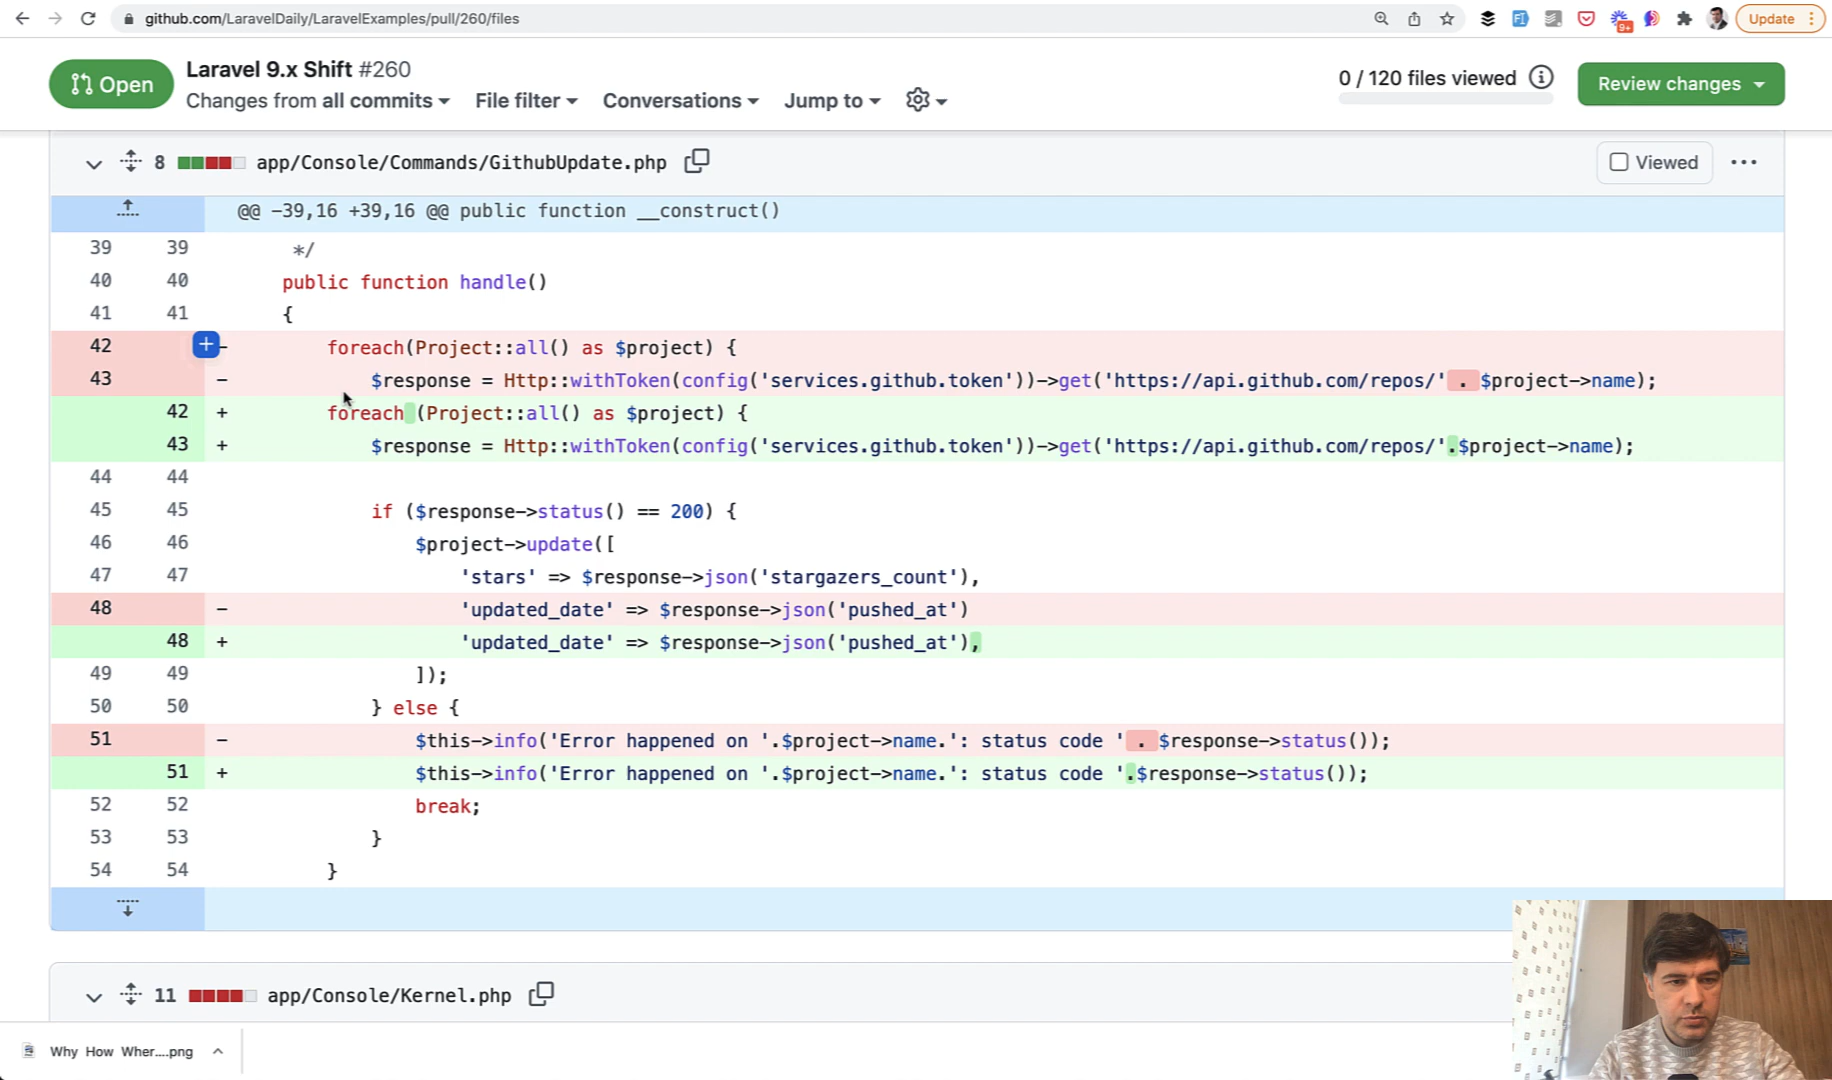 github.com/LaravelDaily/LaravelExamples/pull/260/files
9+
Update
Open
Laravel 9.x Shift #260
Changes from all commits
File filter
Conversations
Jump to
0 / 120 files viewed
Review changes
8
app/Console/Commands/GithubUpdate.php
Viewed
@@ -39,16 +39,16 @@ public function __construct()
39 39 */
40 40 public function handle()
41 41 {
42 - foreach(Project::all() as $project) {
43 - $response = Http::withToken(config('services.github.token'))->get('https://api.github.com/repos/' . $project->name);
42 + foreach (Project::all() as $project) {
43 + $response = Http::withToken(config('services.github.token'))->get('https://api.github.com/repos/'.$project->name);
44 44
45 45 if ($response->status() == 200) {
46 46 $project->update([
47 47 'stars' => $response->json('stargazers_count'),
48 - 'updated_date' => $response->json('pushed_at')
48 + 'updated_date' => $response->json('pushed_at'),
49 49 ]);
50 50 } else {
51 - $this->info('Error happened on '.$project->name.': status code ' . $response->status());
51 + $this->info('Error happened on '.$project->name.': status code '.$response->status());
52 52 break;
53 53 }
54 54 }
11
app/Console/Kernel.php
Why How Wher....png